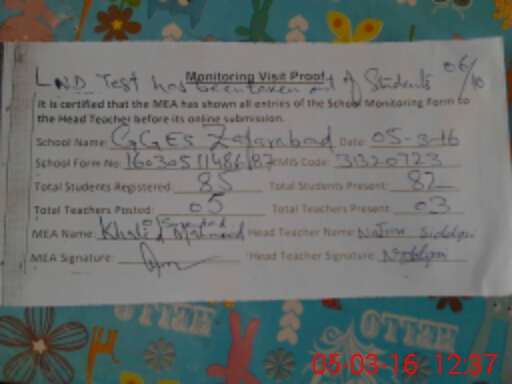 LND Test has been taken out of Students 06/10
Monitoring Visit Proof
It is certified that the MEA has shown all entries of the School Monitoring Form to
the Head Teacher before its online submission.
School Name: GGES Zafarabad Date: 05-3-16
School Form No: EMIS Code: 31320723
Total Students Registered: 85 Total Students Present: 82
Total Teachers Posted: 05 Total Teachers Present: 03
MEA Name: Khalid Mahmood Head Teacher Name: Najma Siddiqui
MEA Signature: Head Teacher Signature:
HELLO
05-03-16 12:37